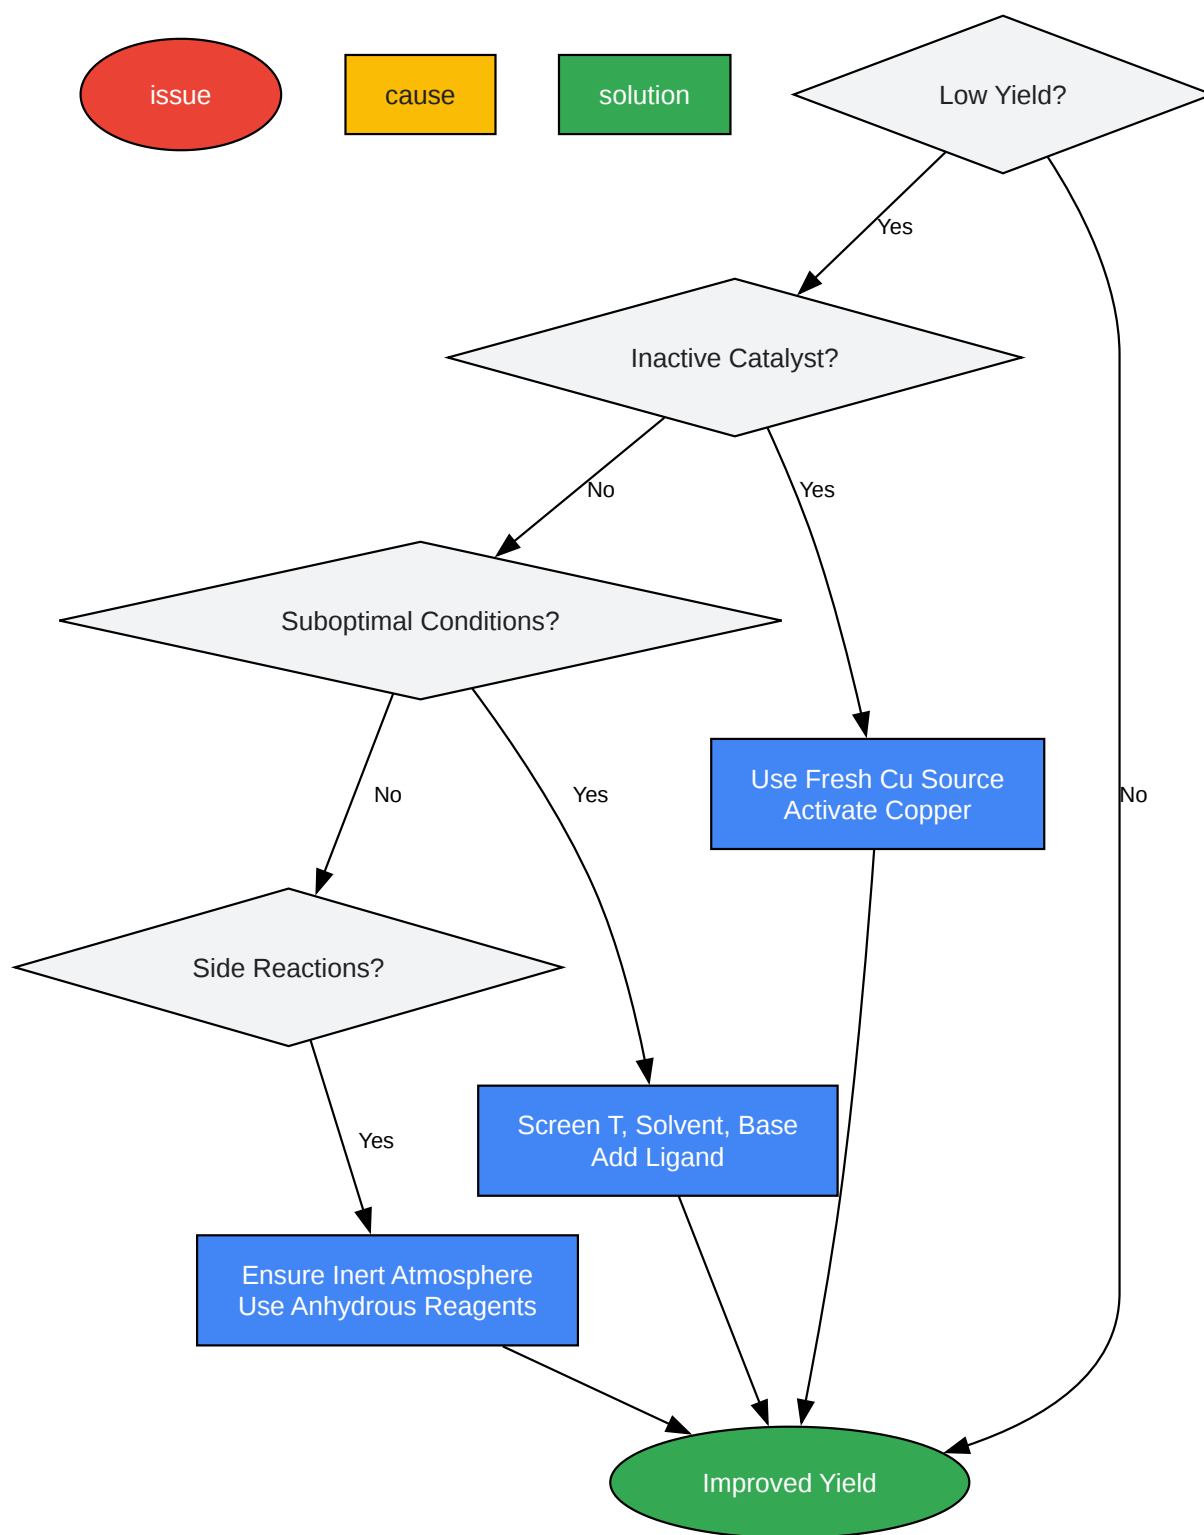 issue
cause
solution
Low Yield?
Yes
Inactive Catalyst?
No
Yes
Suboptimal Conditions?
Use Fresh Cu Source
Activate Copper
No
Yes
No
Side Reactions?
Screen T, Solvent, Base
Add Ligand
Yes
Ensure Inert Atmosphere
Use Anhydrous Reagents
Improved Yield